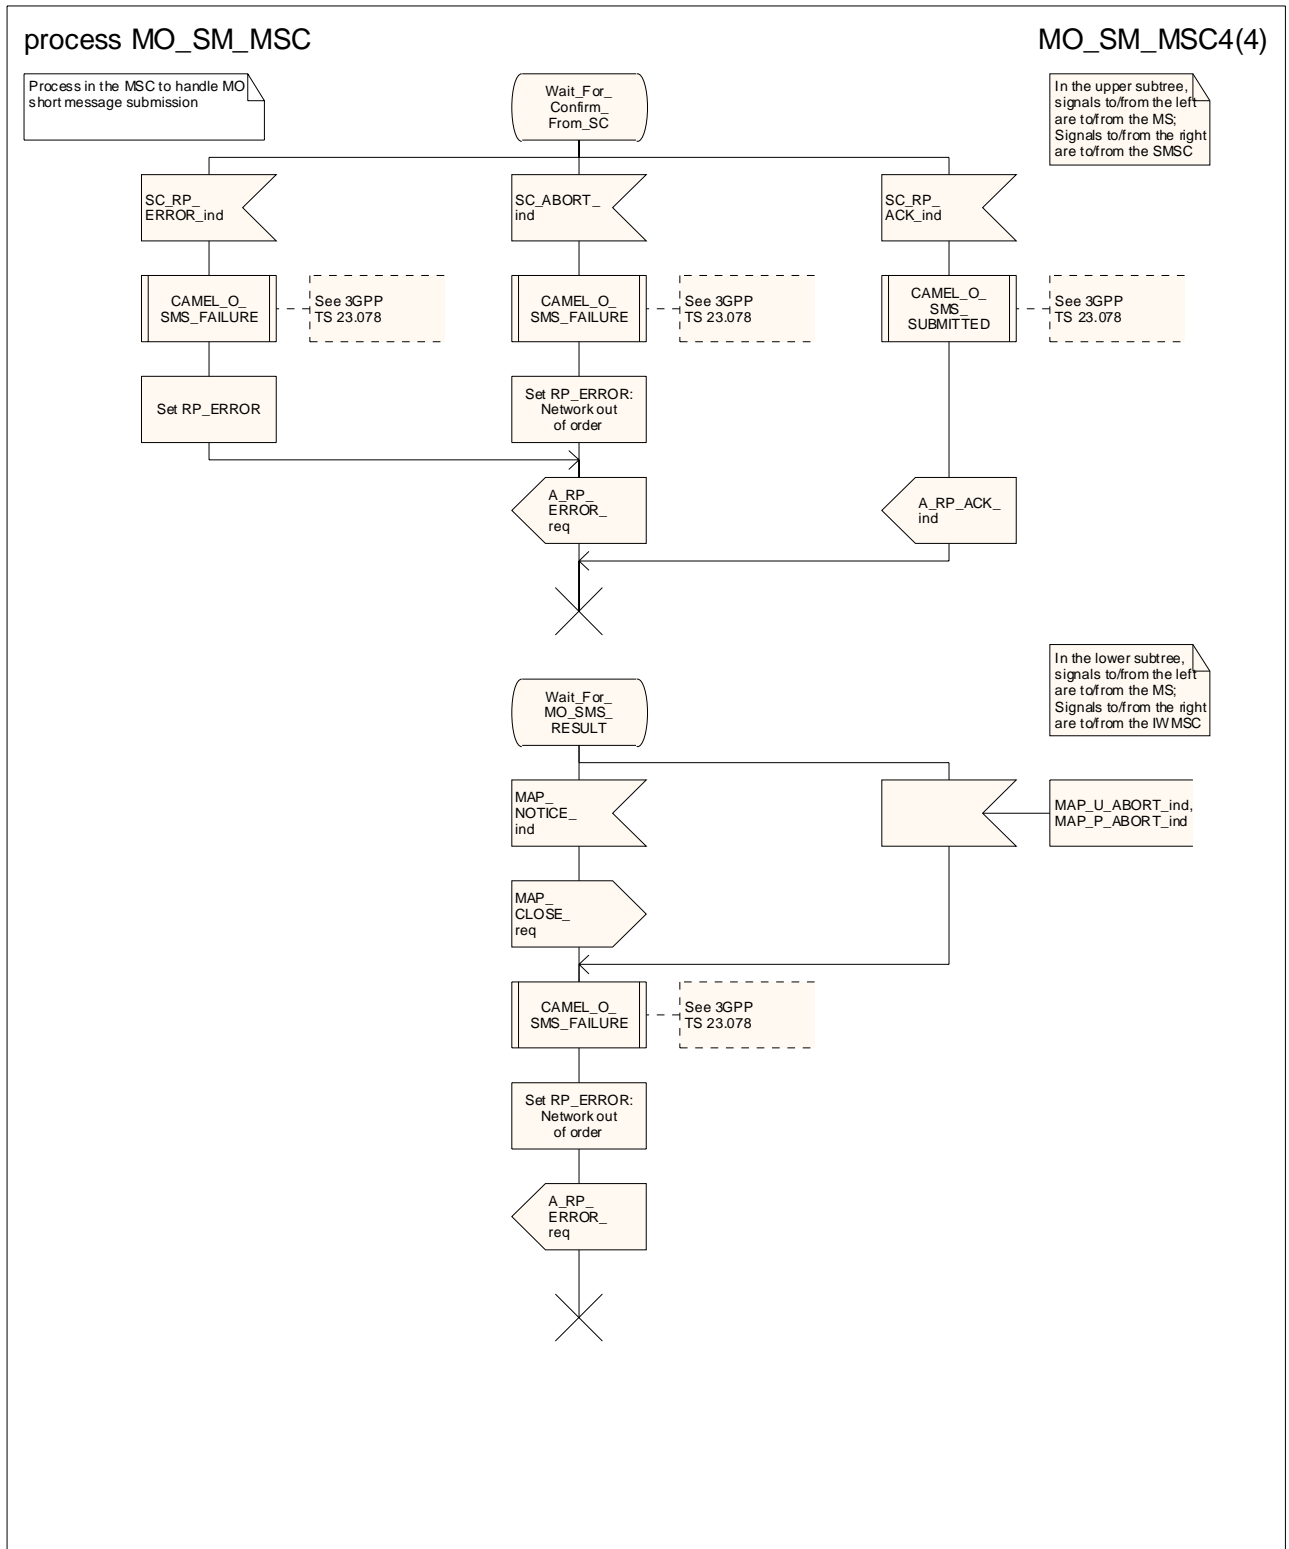 process MO_SM_MSC
MO_SM_MSC4(4)
Process in the MSC to handle MO
short message submission
Wait_For_
Confirm_
From_SC
In the upper subtree,
signals to/from the left
are to/from the MS;
Signals to/from the right
are to/from the SMSC
SC_RP_
ERROR_ind
SC_ABORT_
ind
SC_RP_
ACK_ind
CAMEL_O_
SMS_FAILURE
See 3GPP
TS 23.078
CAMEL_O_
SMS_FAILURE
See 3GPP
TS 23.078
CAMEL_O_
SMS_
SUBMITTED
See 3GPP
TS 23.078
Set RP_ERROR
Set RP_ERROR:
Network out
of order
A_RP_
ERROR_
req
A_RP_ACK_
ind
In the lower subtree,
signals to/from the left
are to/from the MS;
Signals to/from the right
are to/from the IWMSC
Wait_For_
MO_SMS_
RESULT
MAP_
NOTICE_
ind
MAP_U_ABORT_ind,
MAP_P_ABORT_ind
MAP_
CLOSE_
req
CAMEL_O_
SMS_FAILURE
See 3GPP
TS 23.078
Set RP_ERROR:
Network out
of order
A_RP_
ERROR_
req